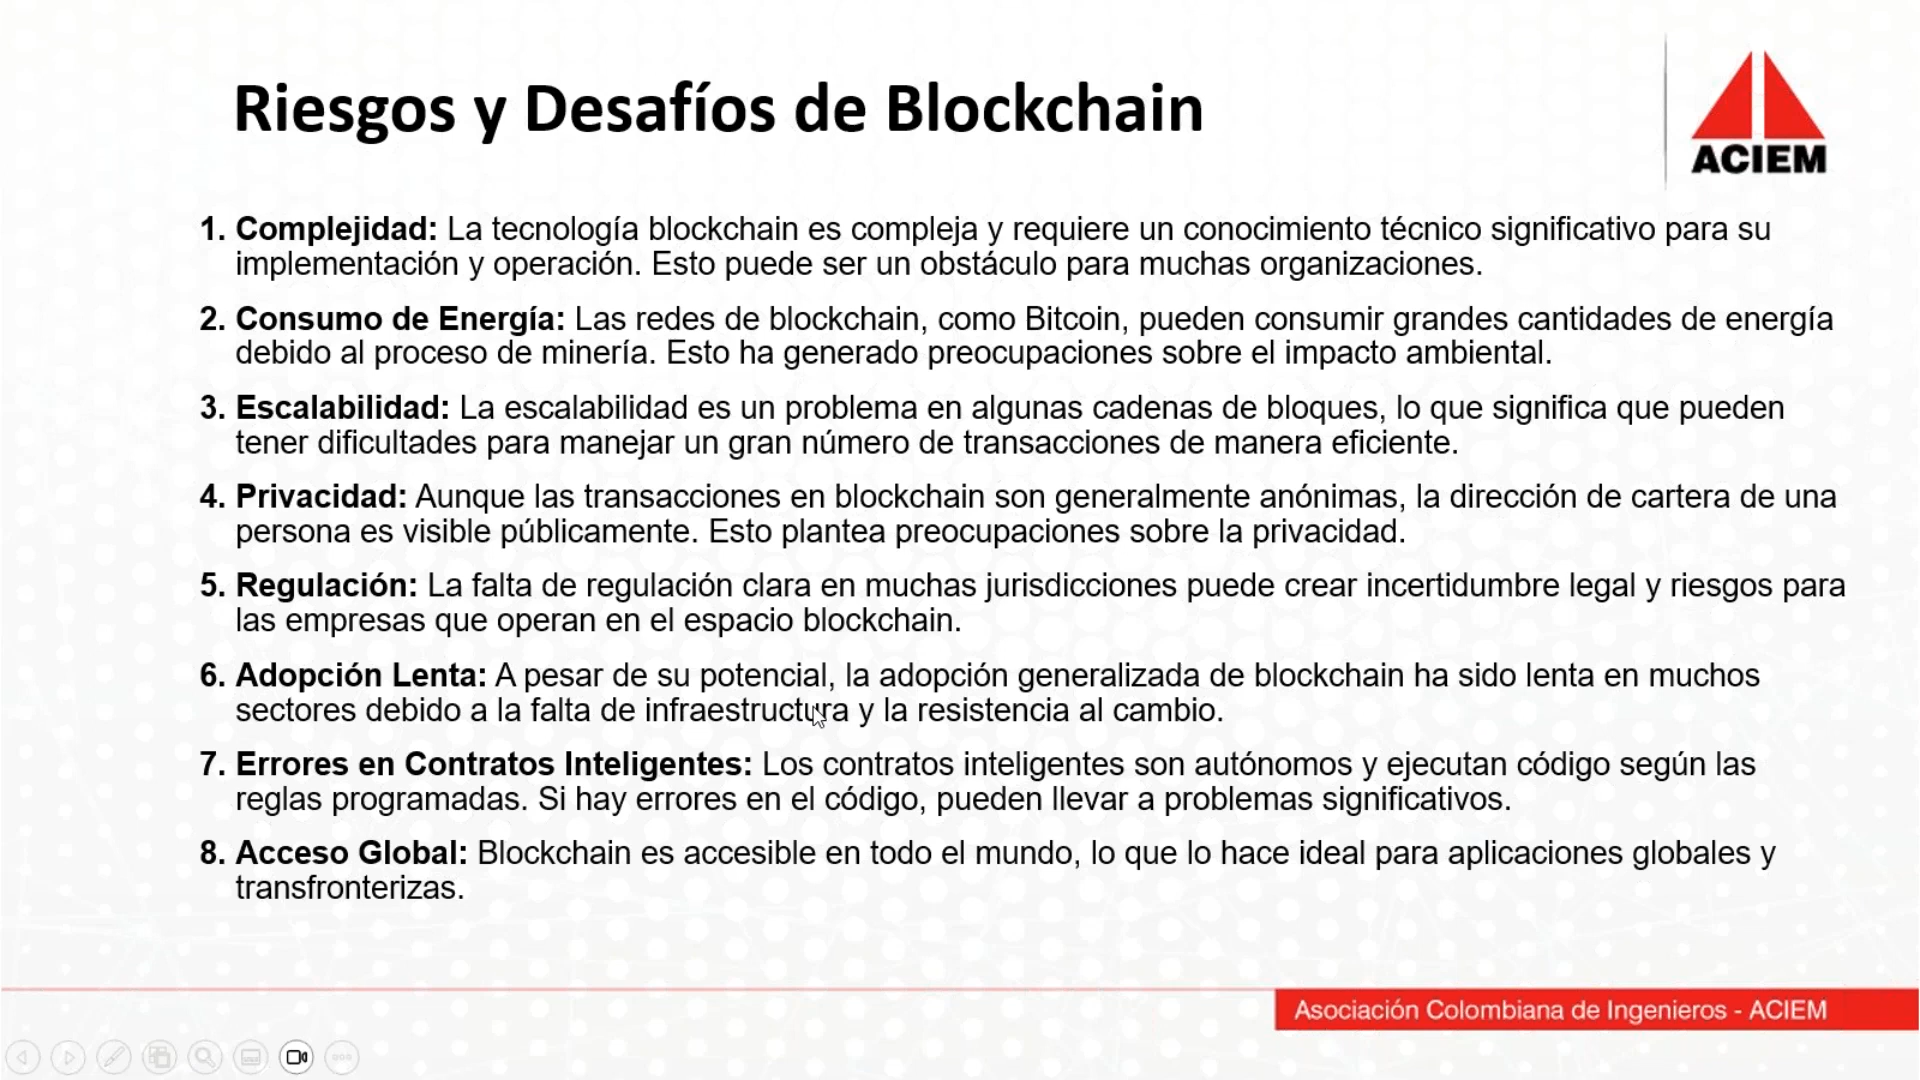 Riesgos y Desafíos de Blockchain
ACIEM
1. Complejidad: La tecnología blockchain es compleja y requiere un conocimiento técnico significativo para su
implementación y operación. Esto puede ser un obstáculo para muchas organizaciones.
2. Consumo de Energía: Las redes de blockchain, como Bitcoin, pueden consumir grandes cantidades de energía
debido al proceso de minería. Esto ha generado preocupaciones sobre el impacto ambiental.
3. Escalabilidad: La escalabilidad es un problema en algunas cadenas de bloques, lo que significa que pueden
tener dificultades para manejar un gran número de transacciones de manera eficiente.
4. Privacidad: Aunque las transacciones en blockchain son generalmente anónimas, la dirección de cartera de una
persona es visible públicamente. Esto plantea preocupaciones sobre la privacidad.
5. Regulación: La falta de regulación clara en muchas jurisdicciones puede crear incertidumbre legal y riesgos para
las empresas que operan en el espacio blockchain.
6. Adopción Lenta: A pesar de su potencial, la adopción generalizada de blockchain ha sido lenta en muchos
sectores debido a la falta de infraestructura y la resistencia al cambio.
7. Errores en Contratos Inteligentes: Los contratos inteligentes son autónomos y ejecutan código según las
reglas programadas. Si hay errores en el código, pueden llevar a problemas significativos.
8. Acceso Global: Blockchain es accesible en todo el mundo, lo que lo hace ideal para aplicaciones globales y
transfronterizas.
Asociación Colombiana de Ingenieros - ACIEM